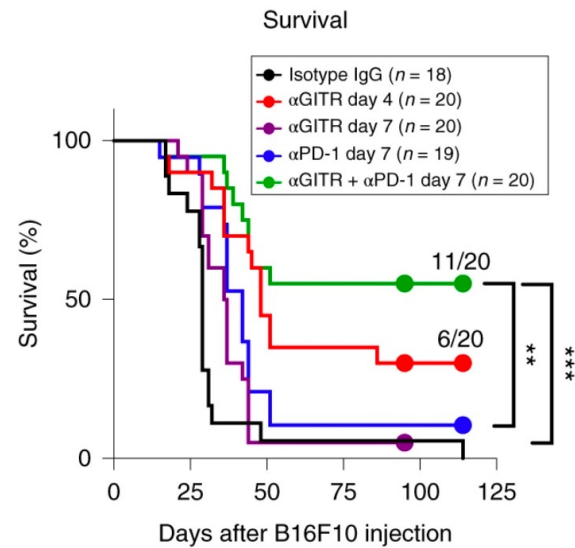 Survival
Isotype IgG (n = 18)
αGITR day 4 (n = 20)
αGITR day 7 (n = 20)
αPD-1 day 7 (n = 19)
αGITR + αPD-1 day 7 (n = 20)
100
50
0
Survival (%)
11/20
6/20
**
***
0 25 50 75 100 125
Days after B16F10 injection